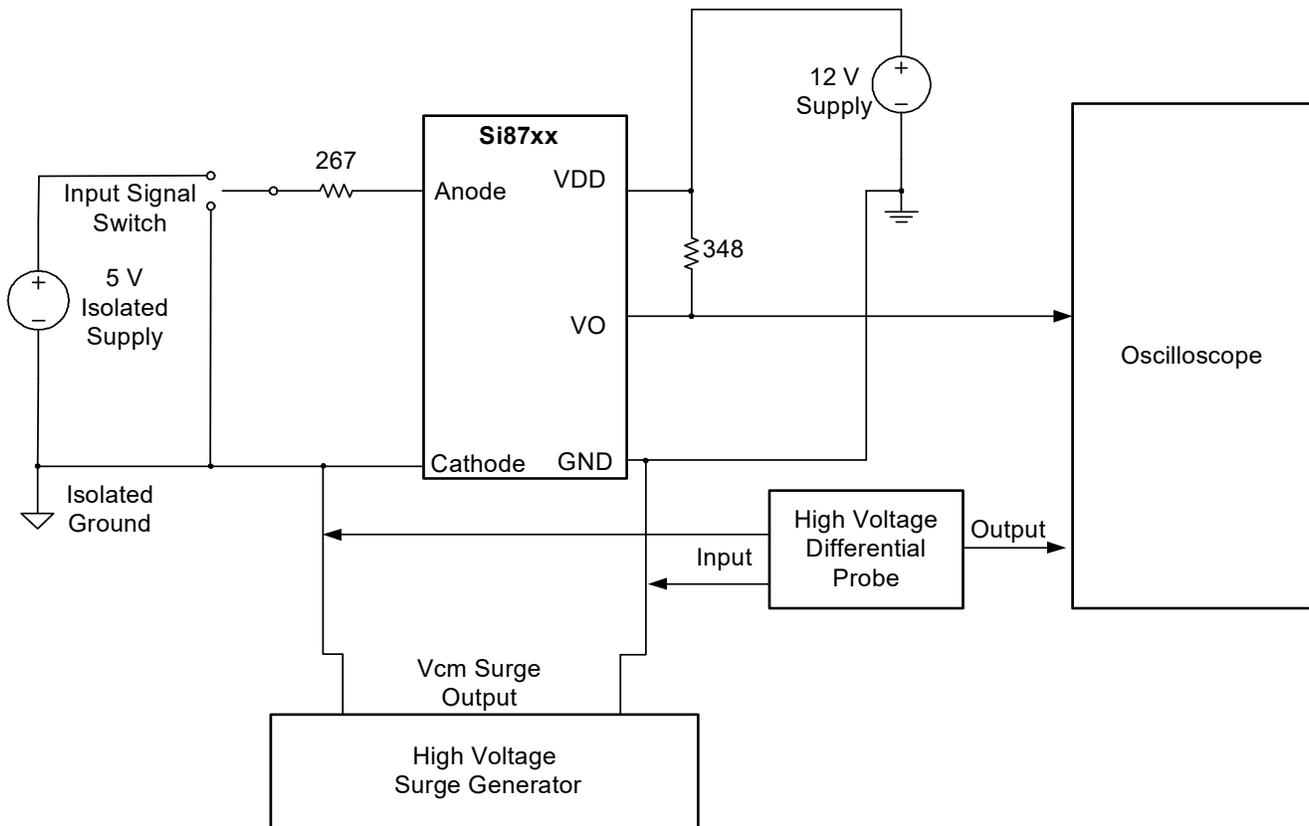 12 V
Supply
Si87xx
267
Anode
VDD
Input Signal
Switch
348
5 V
Isolated
Supply
VO
Oscilloscope
Cathode
GND
Isolated
Ground
High Voltage
Differential
Probe
Output
Input
Vcm Surge
Output
High Voltage
Surge Generator